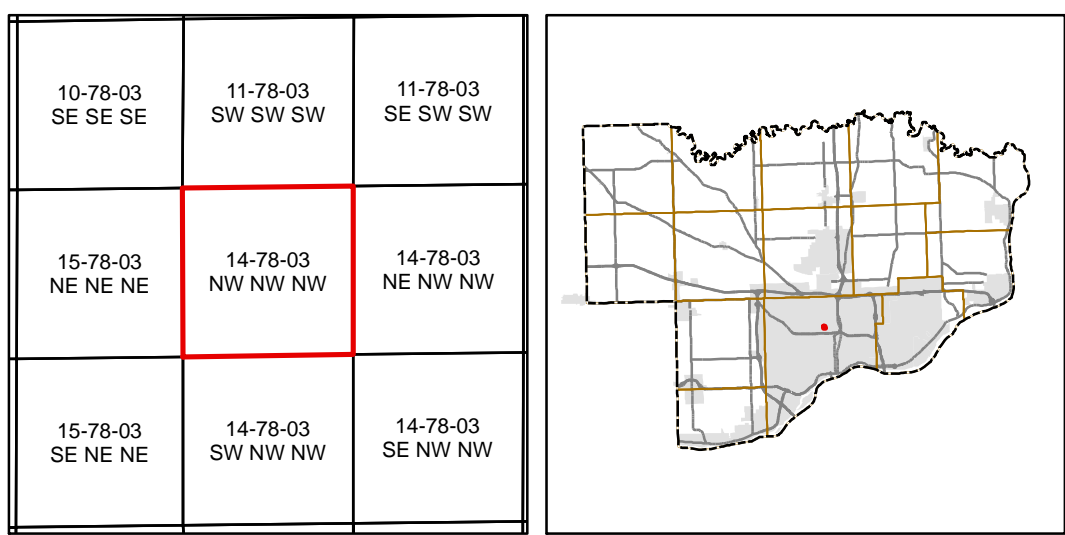 10-78-03
SE SE SE
11-78-03
SW SW SW
11-78-03
SE SW SW
15-78-03
NE NE NE
14-78-03
NW NW NW
14-78-03
NE NW NW
15-78-03
SE NE NE
14-78-03
SW NW NW
14-78-03
SE NW NW